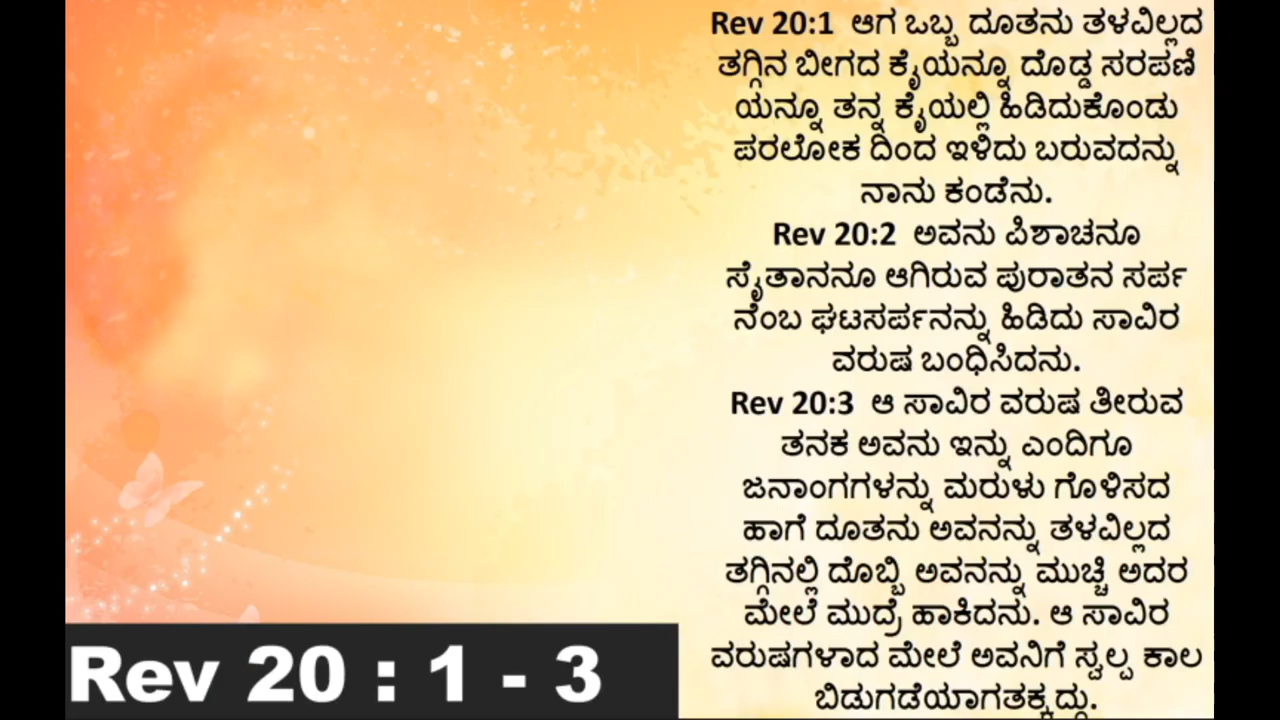 Rev 20:1 ಆಗ ಒಬ್ಬ ದೂತನು ತಳವಿಲ್ಲದ
ತಗ್ಗಿನ ಬೀಗದ ಕೈಯನ್ನೂ ದೊಡ್ಡ ಸರಪಣಿ
ಯನ್ನೂ ತನ್ನ ಕೈಯಲ್ಲಿ ಹಿಡಿದುಕೊಂಡು
ಪರಲೋಕ ದಿಂದ ಇಳಿದು ಬರುವದನ್ನು
ನಾನು ಕಂಡೆನು.
Rev 20:2 ಅವನು ಪಿಶಾಚನೂ
ಸೈತಾನನೂ ಆಗಿರುವ ಪುರಾತನ ಸರ್ಪ
ನೆಂಬ ಘಟಸರ್ಪನನ್ನು ಹಿಡಿದು ಸಾವಿರ
ವರುಷ ಬಂಧಿಸಿದನು.
Rev 20:3 ಆ ಸಾವಿರ ವರುಷ ತೀರುವ
ತನಕ ಅವನು ಇನ್ನು ಎಂದಿಗೂ
ಜನಾಂಗಗಳನ್ನು ಮರುಳು ಗೊಳಿಸದ
ಹಾಗೆ ದೂತನು ಅವನನ್ನು ತಳವಿಲ್ಲದ
ತಗ್ಗಿನಲ್ಲಿ ದೊಬ್ಬಿ ಅವನನ್ನು ಮುಚ್ಚಿ ಅದರ
ಮೇಲೆ ಮುದ್ರೆ ಹಾಕಿದನು. ಆ ಸಾವಿರ
ವರುಷಗಳಾದ ಮೇಲೆ ಅವನಿಗೆ ಸ್ವಲ್ಪ ಕಾಲ
ಬಿಡುಗಡೆಯಾಗತಕ್ಕದ್ದು.
Rev 20 : 1 - 3